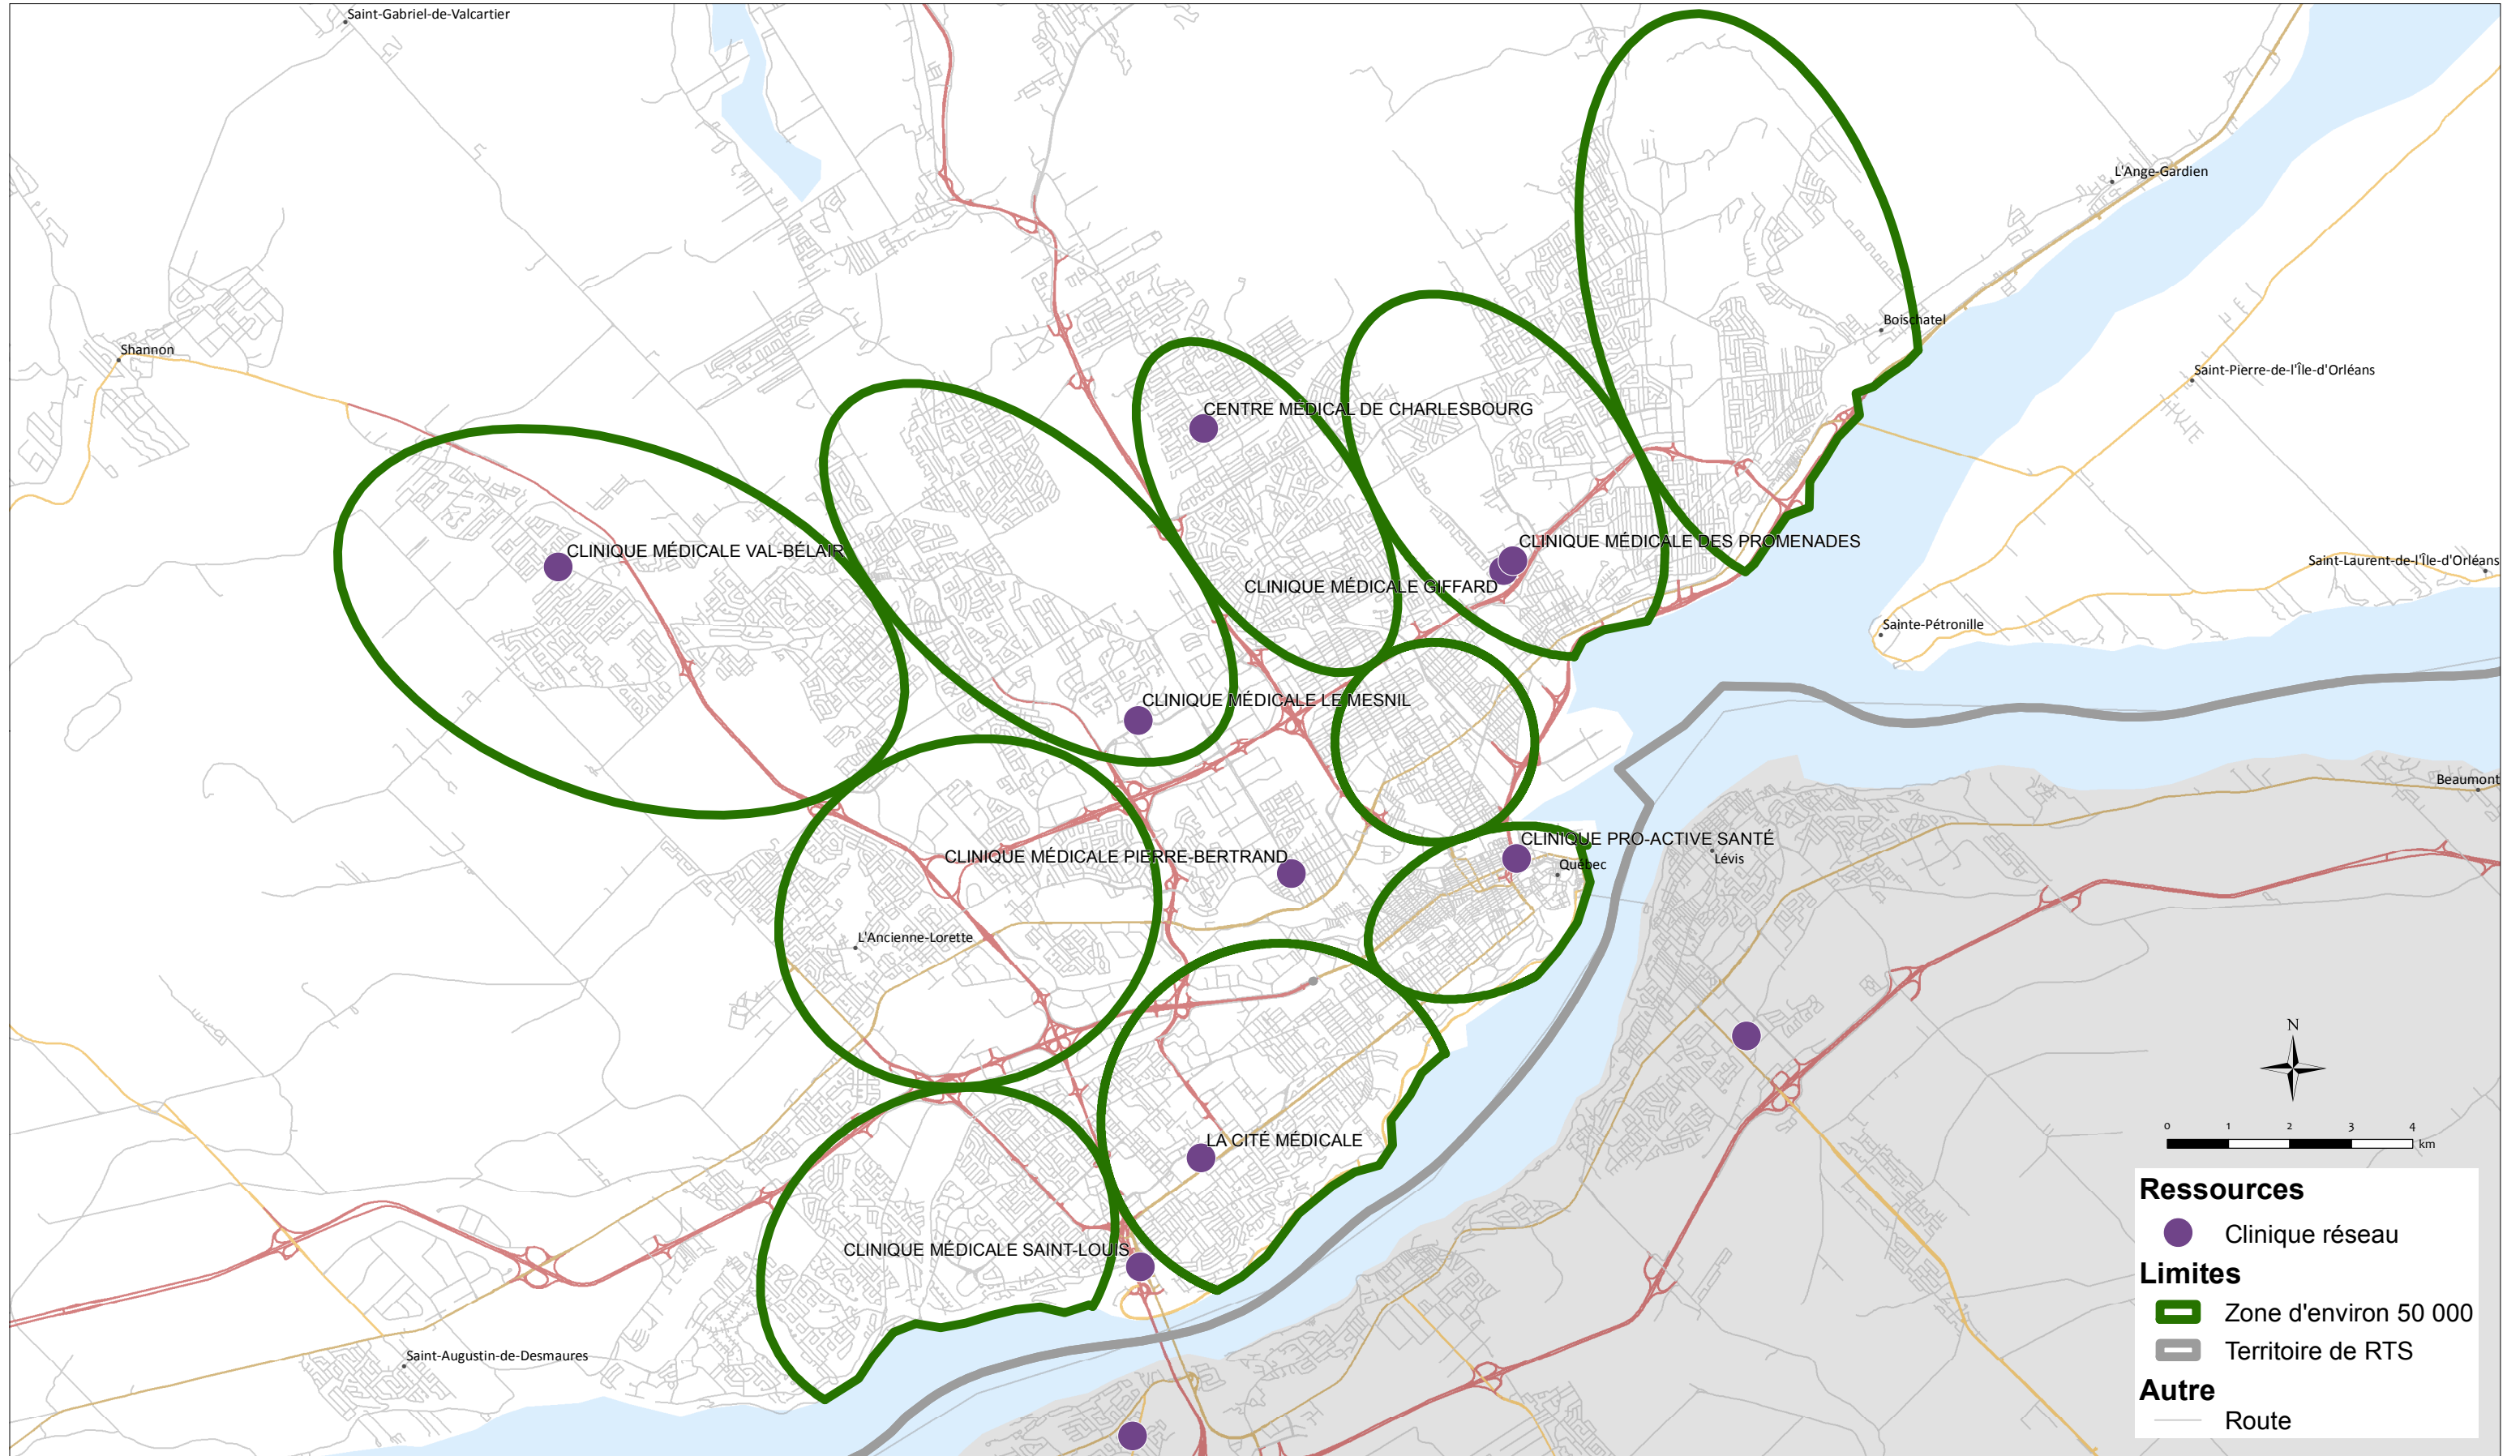 Saint-Gabriel-de-Valcartier
L'Ange-Gardien
Boischatel
Shannon
Saint-Pierre-de-l'Île-d'Orléans
CENTRE MÉDICAL DE CHARLESBOURG
CLINIQUE MÉDICALE DES PROMENADES
CLINIQUE MÉDICALE VAL-BÉLAIR
Saint-Laurent-de-l'Île-d'Orléans
CLINIQUE MÉDICALE GIFFARD
Sainte-Pétronille
CLINIQUE MÉDICALE LE MESNIL
Beaumont
CLINIQUE PRO-ACTIVE SANTÉ
CLINIQUE MÉDICALE PIERRE-BERTRAND
Lévis
Québec
L'Ancienne-Lorette
N
0 1 2 3 4
km
LA CITÉ MÉDICALE
CLINIQUE MÉDICALE SAINT-LOUIS
Saint-Augustin-de-Desmaures
Ressources
Clinique réseau
Limites
Zone d'environ 50 000
Territoire de RTS
Autre
Route